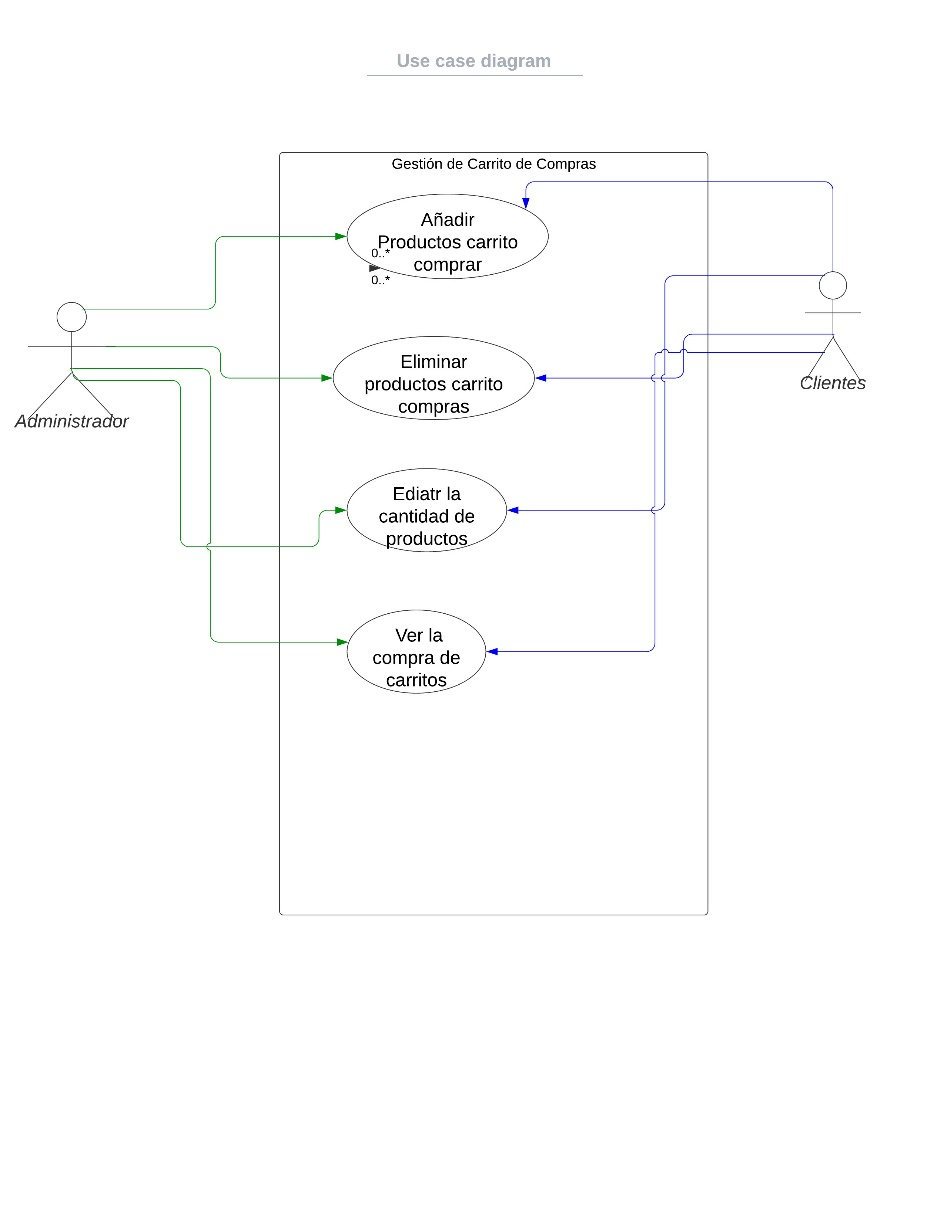 Use case diagram
Gestión de Carrito de Compras
Añadir
Productos carrito
comprar
0..*
0..*
Eliminar
productos carrito
compras
Clientes
Administrador
Ediatr la
cantidad de
productos
Ver la
compra de
carritos